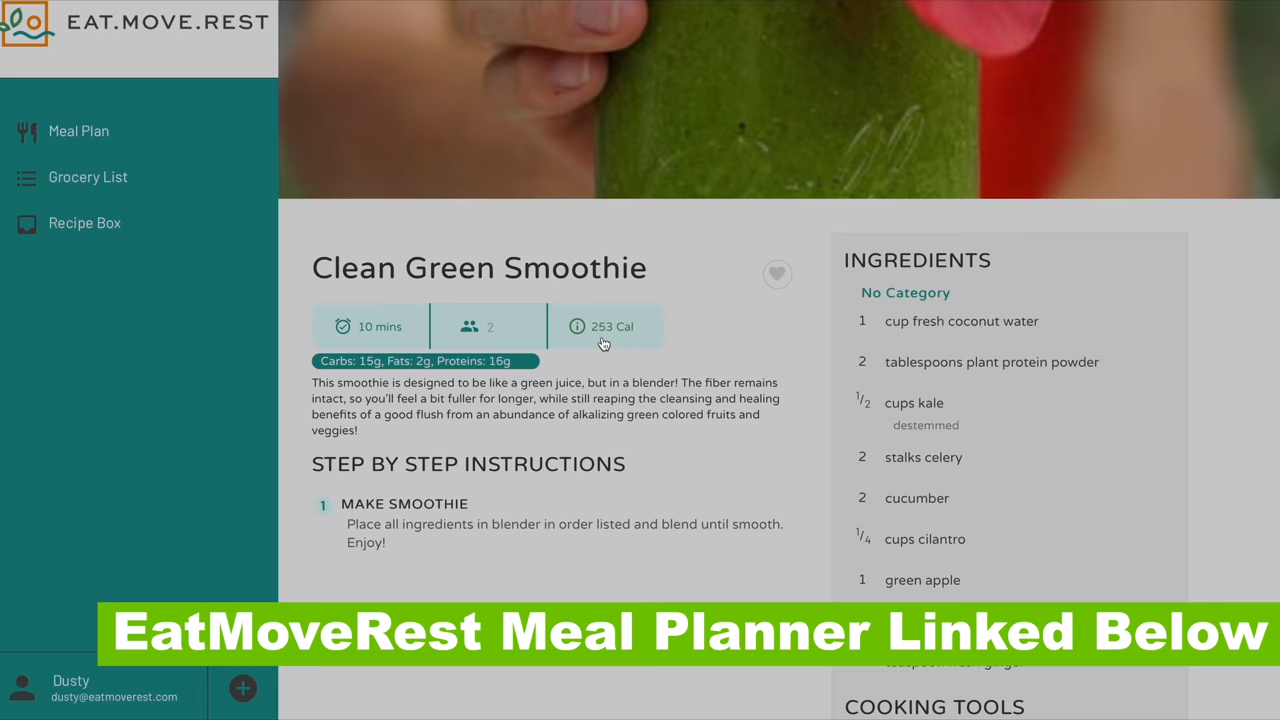 EAT.MOVE.REST
Meal Plan
Grocery List
Recipe Box
Clean Green Smoothie
10 mins
2
253 Cal
Carbs: 15g, Fats: 2g, Proteins: 16g
This smoothie is designed to be like a green juice, but in a blender! The fiber remains
intact, so you'll feel a bit fuller for longer, while still reaping the cleansing and healing
benefits of a good flush from an abundance of alkalizing green colored fruits and
veggies!
STEP BY STEP INSTRUCTIONS
1 MAKE SMOOTHIE
Place all ingredients in blender in order listed and blend until smooth.
Enjoy!
INGREDIENTS
No Category
1 cup fresh coconut water
2 tablespoons plant protein powder
1/2 cups kale
destemmed
2 stalks celery
2 cucumber
1/4 cups cilantro
1 green apple
COOKING TOOLS
EatMoveRest Meal Planner Linked Below
Dusty
dusty@eatmoverest.com